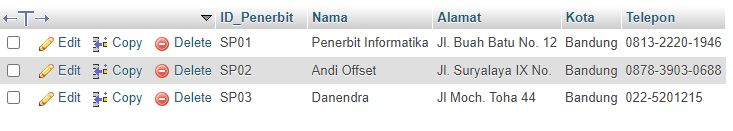 ID_Penerbit Nama Alamat Kota Telepon
Edit Copy Delete SP01 Penerbit Informatika Jl. Buah Batu No. 12 Bandung 0813-2220-1946
Edit Copy Delete SP02 Andi Offset Jl. Suryalaya IX No. Bandung 0878-3903-0688
Edit Copy Delete SP03 Danendra Jl Moch. Toha 44 Bandung 022-5201215